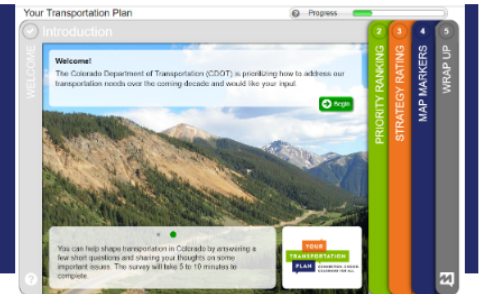 Your Transportation Plan
Progress
Introduction
WELCOME
Welcome!
The Colorado Department of Transportation (CDOT) is prioritizing how to address our
transportation needs over the coming decade and would like your input
Begin
You can help shape transportation in Colorado by answering a
few short questions and sharing your thoughts on some
important issues. The survey will take 5 to 10 minutes to
complete.
YOUR
TRANSPORTATION
PLAN
2
PRIORITY RANKING
3
STRATEGY RATING
4
MAP MARKERS
5
WRAP UP